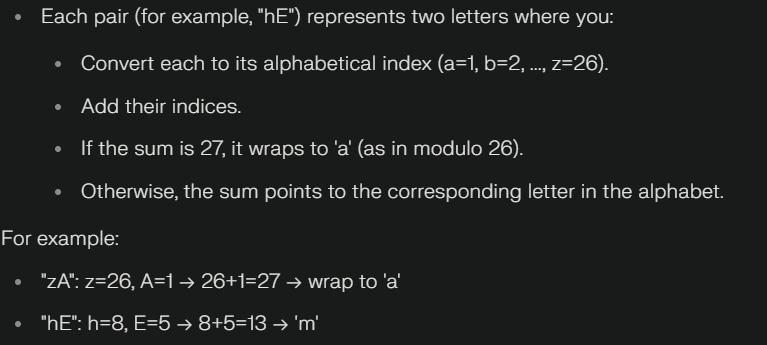 • Each pair (for example, "hE") represents two letters where you:
• Convert each to its alphabetical index (a=1, b=2, ..., z=26).
• Add their indices.
• If the sum is 27, it wraps to 'a' (as in modulo 26).
• Otherwise, the sum points to the corresponding letter in the alphabet.
For example:
• "zA": z=26, A=1 → 26+1=27 → wrap to 'a'
• "hE": h=8, E=5 → 8+5=13 → 'm'